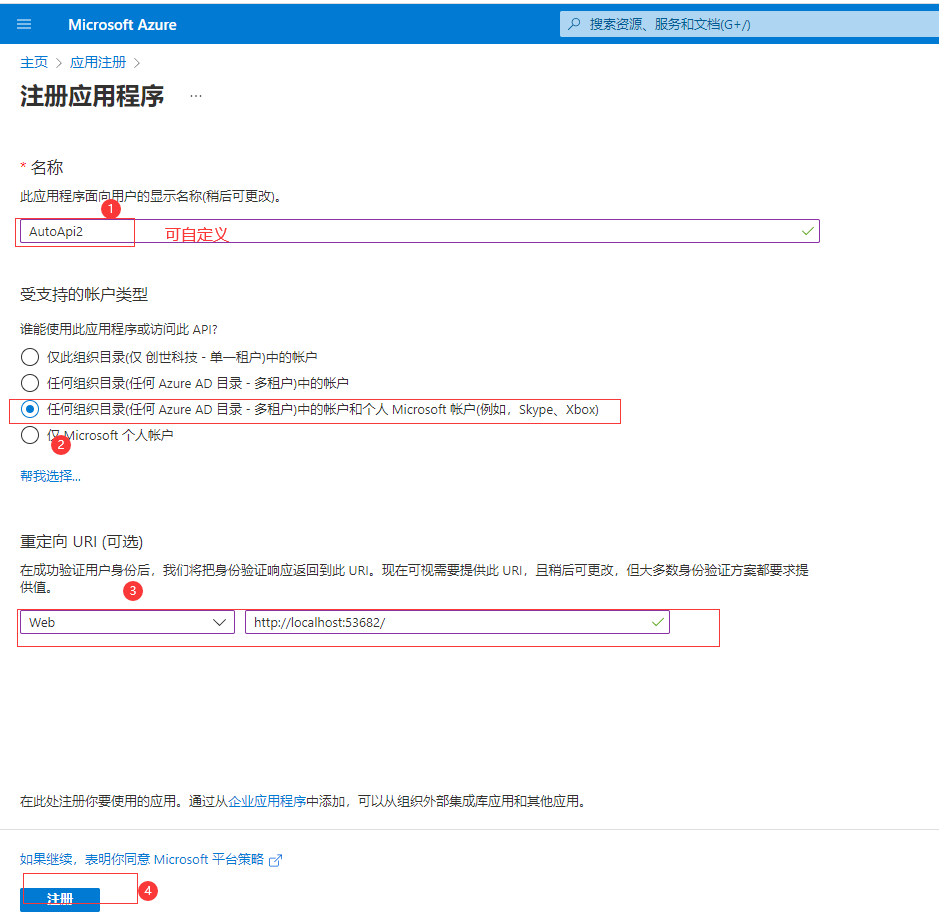 Microsoft Azure
搜索资源、服务和文档(G+/)
主页 > 应用注册 >
注册应用程序 ...
* 名称
此应用程序面向用户的显示名称(稍后可更改)。
1
AutoApi2
可自定义
受支持的帐户类型
谁能使用此应用程序或访问此 API?
仅此组织目录(仅 创世科技 - 单一租户)中的帐户
任何组织目录(任何 Azure AD 目录 - 多租户)中的帐户
任何组织目录(任何 Azure AD 目录 - 多租户)中的帐户和个人 Microsoft 帐户(例如，Skype、Xbox)
仅 Microsoft 个人帐户
2
帮我选择...
重定向 URI (可选)
在成功验证用户身份后，我们将把身份验证响应返回到此 URI。现在可视需要提供此 URI，且稍后可更改，但大多数身份验证方案都要求提
供值。
3
Web
http://localhost:53682/
在此处注册你要使用的应用。通过从企业应用程序中添加，可以从组织外部集成库应用和其他应用。
如果继续，表明你同意 Microsoft 平台策略
注册
4